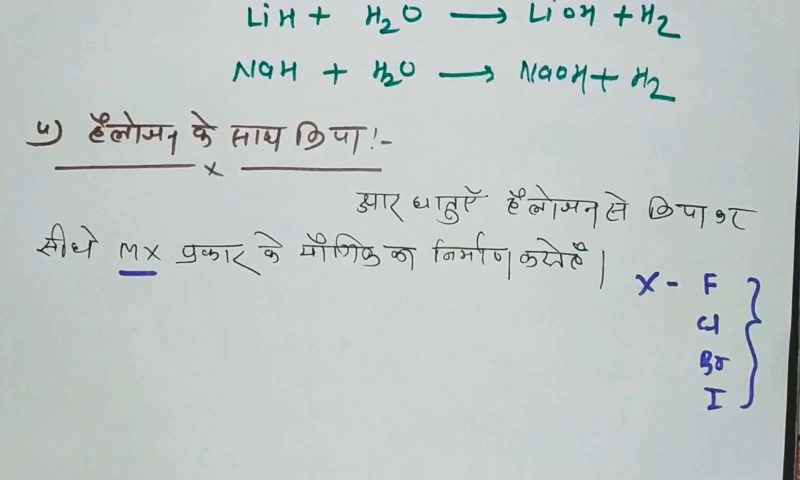 LiH + H₂O → LiOH + H₂
NaH + H₂O → NaOH + H₂
4) हैलोजन के साथ क्रिया :-
x
क्षार धातुएँ हैलोजन से क्रिया कर
सीधे MX प्रकार के यौगिक का निर्माण करते है।
X - F
Cl
Br
I